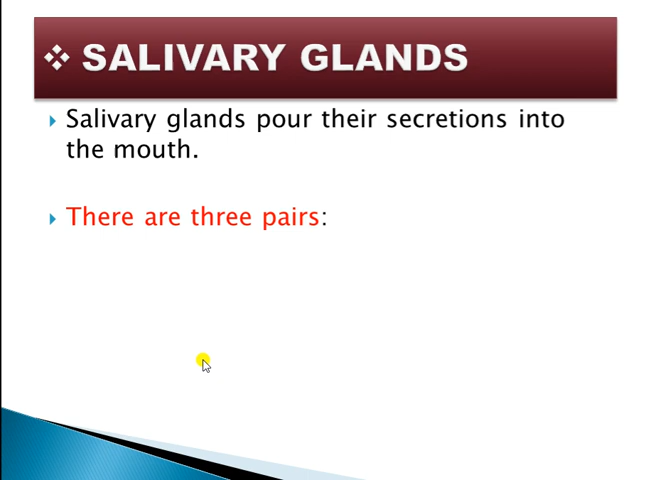 SALIVARY GLANDS
Salivary glands pour their secretions into
the mouth.
There are three pairs: